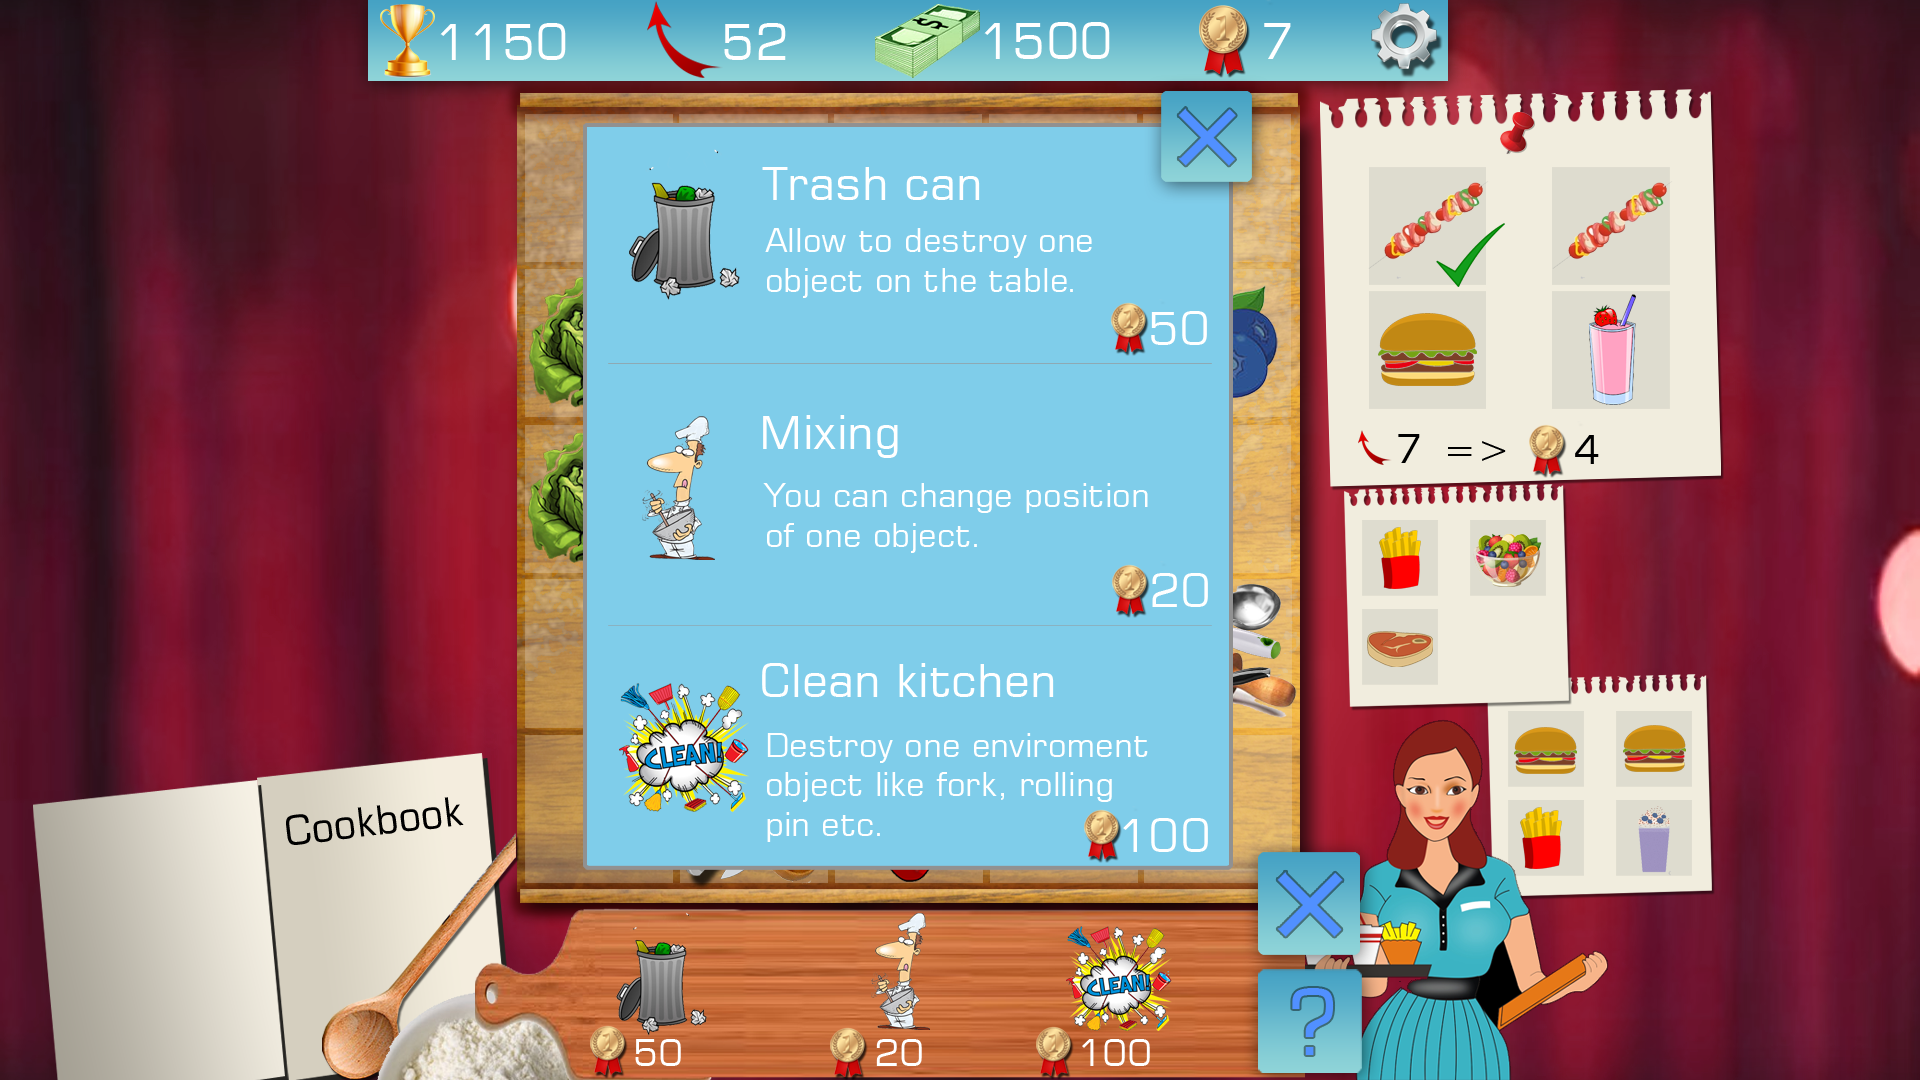 1150
52
1500
7
Trash can
Allow to destroy one
object on the table.
50
Mixing
You can change position
of one object.
20
Clean kitchen
CLEAN!
Destroy one enviroment
object like fork, rolling
pin etc.
100
7 => 4
Cookbook
CLEAN!
50
20
100
?